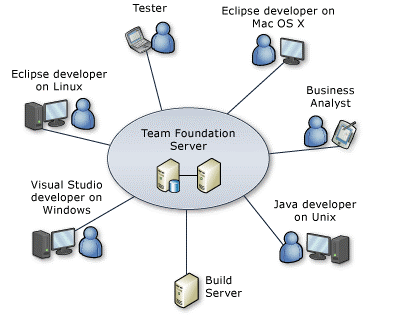 Tester
Eclipse developer on
Mac OS X
Eclipse developer
on Linux
Business
Analyst
Team Foundation
Server
Visual Studio
developer on
Windows
Java developer
on Unix
Build
Server